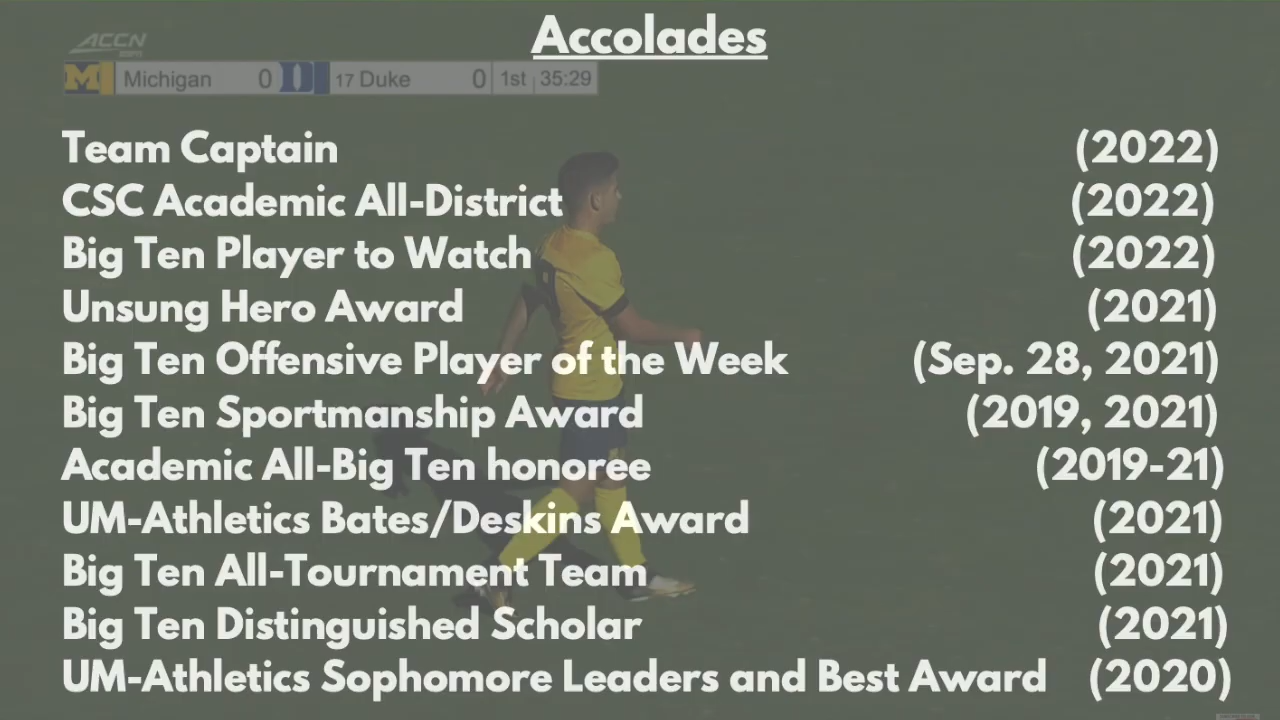 Accolades
ACCN
Michigan 0 17 Duke 0 1st 35:29
Team Captain (2022)
CSC Academic All-District (2022)
Big Ten Player to Watch (2022)
Unsung Hero Award (2021)
Big Ten Offensive Player of the Week (Sep. 28, 2021)
Big Ten Sportmanship Award (2019, 2021)
Academic All-Big Ten honoree (2019-21)
UM-Athletics Bates/Deskins Award (2021)
Big Ten All-Tournament Team (2021)
Big Ten Distinguished Scholar (2021)
UM-Athletics Sophomore Leaders and Best Award (2020)